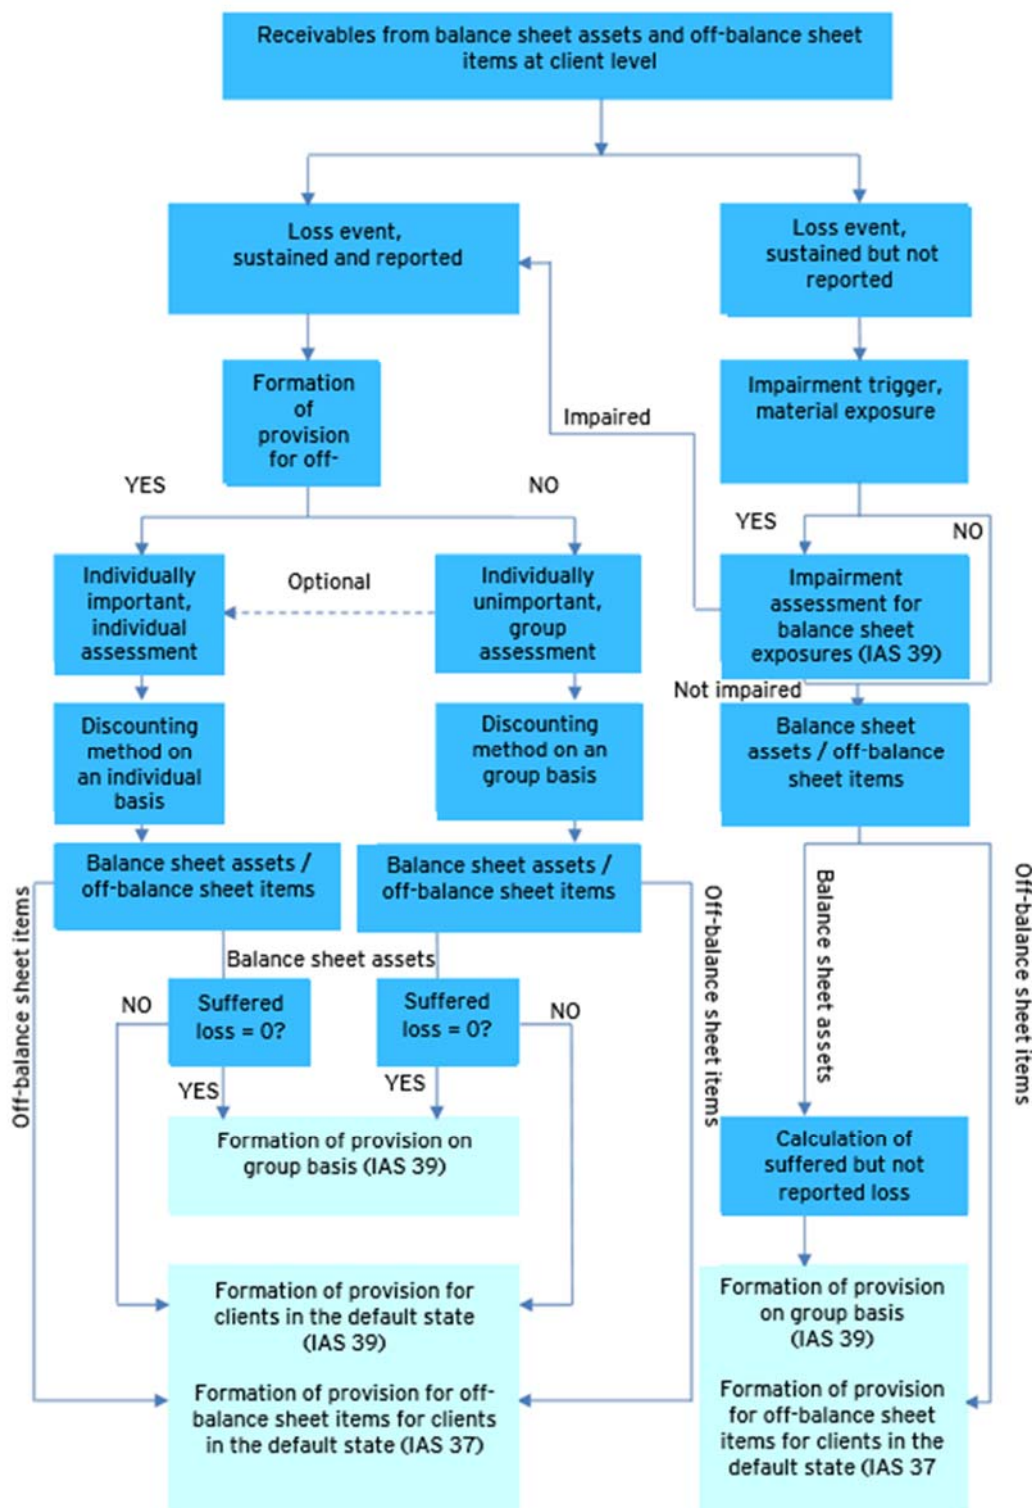 Receivables from balance sheet assets and off-balance sheet
items at client level
Loss event,
sustained and reported
Loss event,
sustained but not
reported
Formation
of
provision
for off-
Impairment trigger,
material exposure
Impaired
YES
NO
YES
NO
Individually
important,
individual
assessment
Optional
Individually
unimportant,
group
assessment
Impairment
assessment for
balance sheet
exposures (IAS 39)
Not impaired
Discounting
method on
an individual
basis
Discounting
method on an
group basis
Balance sheet
assets / off-balance
sheet items
Balance sheet assets /
off-balance sheet items
Balance sheet assets /
off-balance sheet items
Off-balance sheet items
Balance sheet assets
Off-balance sheet items
Balance sheet assets
Off-balance sheet items
NO
Suffered
loss = 0?
Suffered
loss = 0?
NO
YES
YES
Formation of provision on
group basis (IAS 39)
Calculation of
suffered but not
reported loss
Formation of provision for
clients in the default state
(IAS 39)
Formation of provision for off-
balance sheet items for clients
in the default state (IAS 37)
Formation of provision
on group basis
(IAS 39)
Formation of provision
for off-balance sheet
items for clients in the
default state (IAS 37